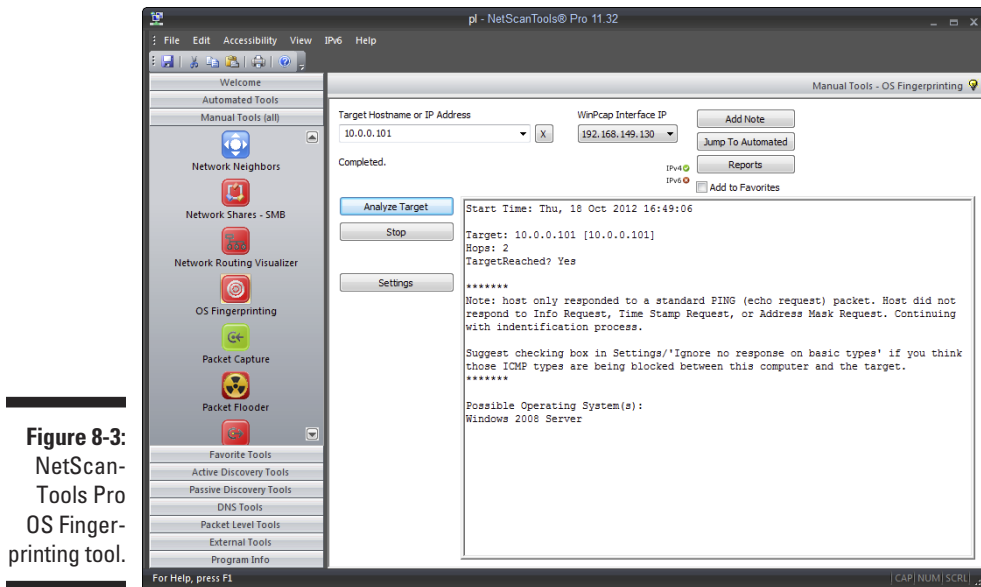 pl - NetScanTools® Pro 11.32
File Edit Accessibility View IPv6 Help
Welcome
Automated Tools
Manual Tools (all)
Network Neighbors
Network Shares - SMB
Network Routing Visualizer
OS Fingerprinting
Packet Capture
Packet Flooder
Favorite Tools
Active Discovery Tools
Passive Discovery Tools
DNS Tools
Packet Level Tools
External Tools
Program Info
Manual Tools - OS Fingerprinting
Target Hostname or IP Address
10.0.0.101
X
WinPcap Interface IP
192.168.149.130
Add Note
Jump To Automated
Reports
Add to Favorites
Completed.
IPv4
IPv6
Analyze Target
Stop
Settings
Start Time: Thu, 18 Oct 2012 16:49:06
Target: 10.0.0.101 [10.0.0.101]
Hops: 2
TargetReached? Yes
*******
Note: host only responded to a standard PING (echo request) packet. Host did not
respond to Info Request, Time Stamp Request, or Address Mask Request. Continuing
with indentification process.
Suggest checking box in Settings/'Ignore no response on basic types' if you think
those ICMP types are being blocked between this computer and the target.
*******
Possible Operating System(s):
Windows 2008 Server
For Help, press F1
CAP NUM SCRL
Figure 8-3:
NetScan-
Tools Pro
OS Finger-
printing tool.